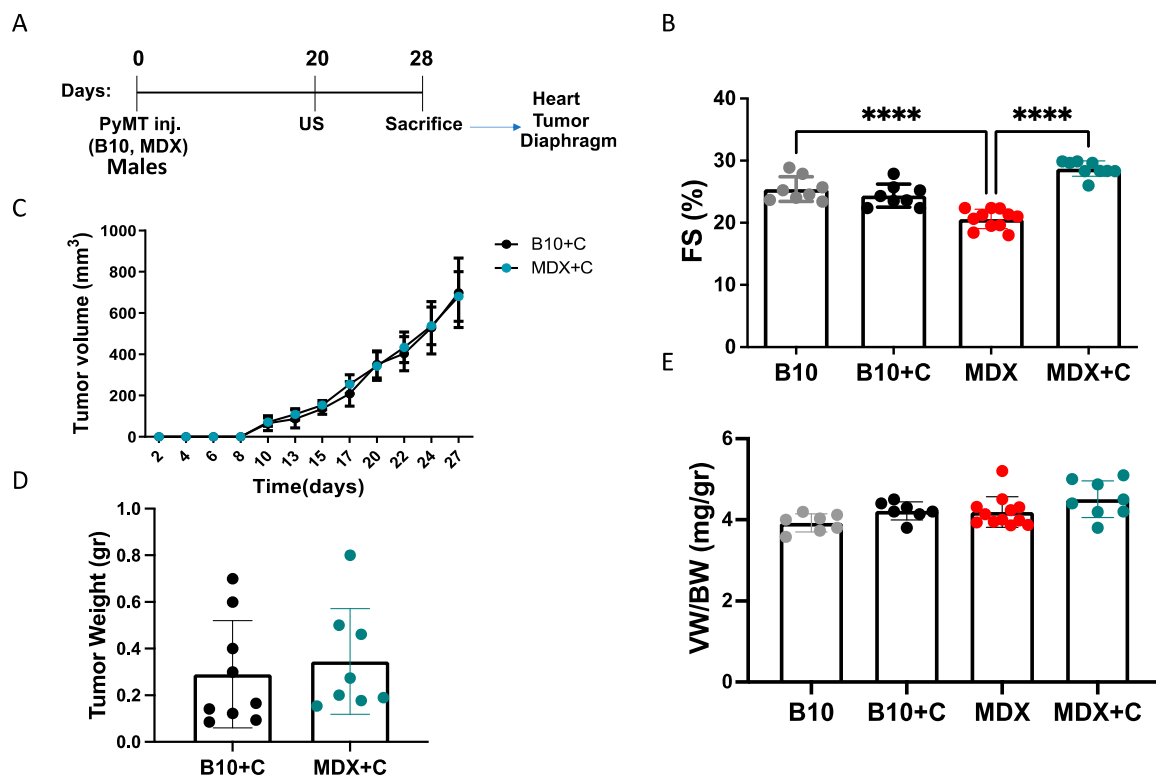 A
0 20 28
Days:
PyMT inj.
(B10, MDX)
Males
US
Sacrifice
Heart
Tumor
Diaphragm
B
**** ****
FS (%)
40
30
20
10
0
B10 B10+C MDX MDX+C
C
Tumor volume (mm³)
1000
800
600
400
200
0
2 4 6 8 10 13 15 17 20 22 24 27
Time(days)
B10+C
MDX+C
D
Tumor Weight (gr)
1.0
0.8
0.6
0.4
0.2
0.0
B10+C MDX+C
E
VW/BW (mg/gr)
6
4
2
0
B10 B10+C MDX MDX+C